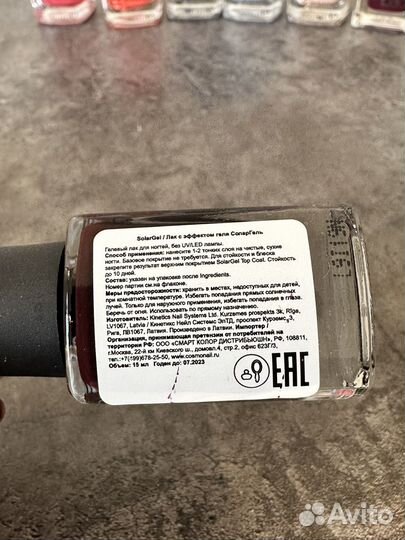 SolarGel / Лак с эффектом геля СоларГель
Гелевый лак для ногтей, без UV/LED лампы.
Способ применения: нанесите 1-2 тонких слоя на чистые, сухие
ногти. Базовое покрытие не требуется. Для стойкости и блеска
закрепите результат верхним покрытием SolarGel Top Coat. Стойкость
до 10 дней.
Состав: указан на упаковке после Ingredients.
Номер партии см.на флаконе.
Меры предосторожности: хранить в местах, недоступных для детей,
при комнатной температуре. Избегать попадания прямых солнечных
лучей. Только для наружного применения, избегать попадания в глаза.
Беречь от огня. Использовать по прямому назначению.
Изготовитель: Kinetics Nail Systems Ltd. Kurzemes prospekts 3k, Riga,
LV1067, Latvia / Кинетикс Нейл Системс ЭлТД, проспект Курземис,3,
Рига, ЛВ1067, Латвия. Произведено в Латвии. Импортер /
Организация, принимающая претензии от потребителей на
территории РФ: ООО «СМАРТ КОЛОР ДИСТРИБЬЮШН», РФ, 108811,
г.Москва, 22-й км Киевского ш., домовл.4, стр 2, офис 623Г/3,
тел.:+7(499)678-25-50, www.cosmonail.com
Объем: 15 мл Годен до: 07.2023
EAC
Avito